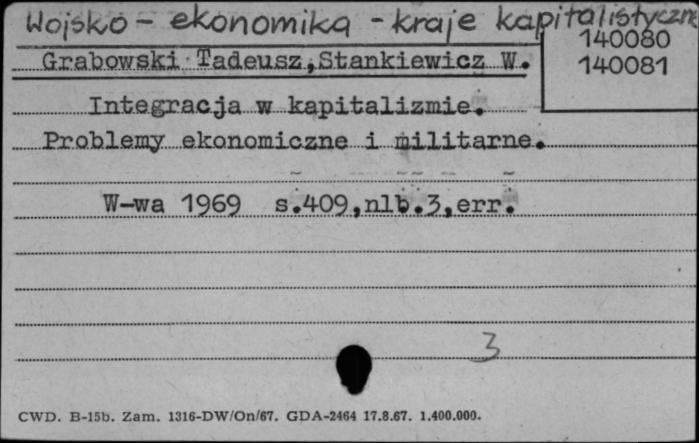 Wojsko - ekonomika - kraje kapitalistyczne
140080
140081
Grabowski Tadeusz,Stankiewicz W.
Integracja w kapitalizmie.
Problemy ekonomiczne i militarne.
W-wa 1969 s.409,nlb.3,err.
3
CWD. B-15b. Zam. 1316-DW/On/67. GDA-2464 17.8.67. 1.400.000.